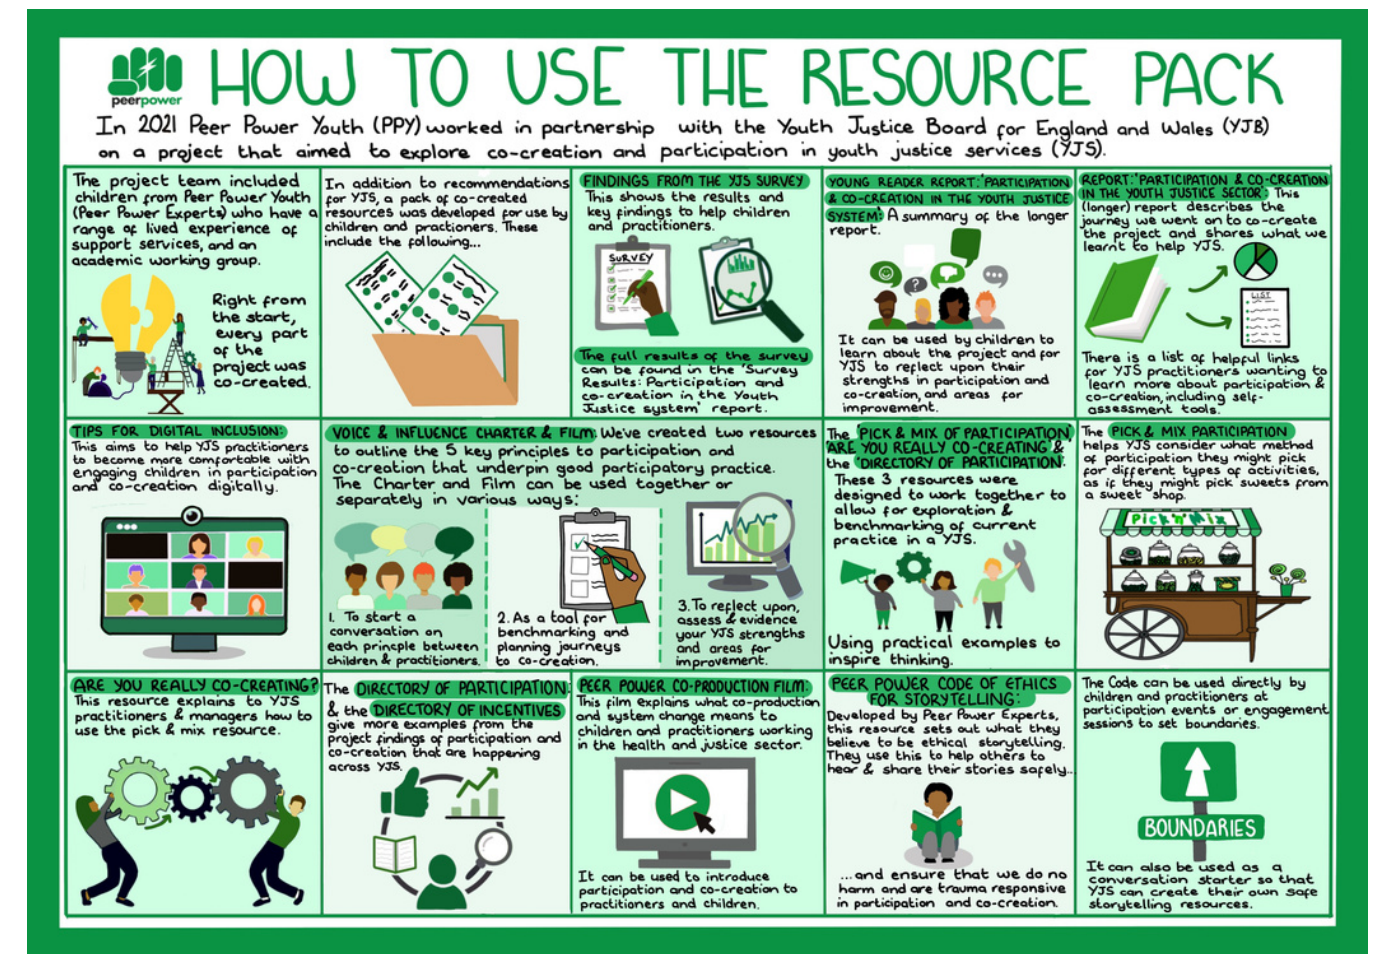 peerpower
HOW TO USE THE RESOURCE PACK
In 2021 Peer Power Youth (PPY) worked in partnership with the Youth Justice Board for England and Wales (YJB)
on a project that aimed to explore co-creation and participation in youth justice services (YJS).
The project team included
children from Peer Power Youth
(Peer Power Experts) who have a
range of lived experience of
support services, and an
academic working group.
Right from
the start,
every part
of the
project was
co-created.
In addition to recommendations
for YJS, a pack of co-created
resources was developed for use by
children and practioners. These
include the following...
FINDINGS FROM THE YJS SURVEY
This shows the results and
key findings to help children
and practitioners.
SURVEY
The full results of the survey
can be found in the 'Survey
Results: Participation and
co-creation in the Youth
Justice system' report.
YOUNG READER REPORT: 'PARTICIPATION
& CO-CREATION IN THE YOUTH JUSTICE
SYSTEM': A summary of the longer
report.
?
It can be used by children to
learn about the project and for
YJS to reflect upon their
strengths in participation and
co-creation, and areas for
improvement.
REPORT: 'PARTICIPATION & CO-CREATION
IN THE YOUTH JUSTICE SECTOR': This
(longer) report describes the
journey we went on to co-create
the project and shares what we
learnt to help YJS.
LIST
There is a list of helpful links
for YJS practitioners wanting to
learn more about participation &
co-creation, including self-
assessment tools.
TIPS FOR DIGITAL INCLUSION:
This aims to help YJS practitioners
to become more comfortable with
engaging children in participation
and co-creation digitally.
VOICE & INFLUENCE CHARTER & FILM: We've created two resources
to outline the 5 key principles to participation and
co-creation that underpin good participatory practice.
The Charter and Film can be used together or
separately in various ways:
1. To start a
conversation on
each princple between
children & practitioners.
2. As a tool for
benchmarking and
planning journeys
to co-creation.
3. To reflect upon,
assess & evidence
your YJS strengths
and areas for
improvement.
The 'PICK & MIX OF PARTICIPATION,
'ARE YOU REALLY CO-CREATING' &
the 'DIRECTORY OF PARTICIPATION'.
These 3 resources were
designed to work together to
allow for exploration &
benchmarking of current
practice in a YJS.
Using practical examples to
inspire thinking.
The PICK & MIX PARTICIPATION
helps YJS consider what method
of participation they might pick
for different types of activities,
as if they might pick sweets from
a sweet shop.
Pick'n'Mix
ARE YOU REALLY CO-CREATING?
This resource explains to YJS
practitioners & managers how to
use the pick & mix resource.
The DIRECTORY OF PARTICIPATION
& the DIRECTORY OF INCENTIVES
give more examples from the
project findings of participation and
co-creation that are happening
across YJS.
PEER POWER CO-PRODUCTION FILM:
This film explains what co-production
and system change means to
children and practitioners working
in the health and justice sector.
It can be used to introduce
participation and co-creation to
practitioners and children.
PEER POWER CODE OF ETHICS
FOR STORYTELLING:
Developed by Peer Power Experts,
this resource sets out what they
believe to be ethical storytelling.
They use this to help others to
hear & share their stories safely...
...and ensure that we do no
harm and are trauma responsive
in participation and co-creation.
The Code can be used directly by
children and practitioners at
participation events or engagement
sessions to set boundaries.
BOUNDARIES
It can also be used as a
conversation starter so that
YJS can create their own safe
storytelling resources.